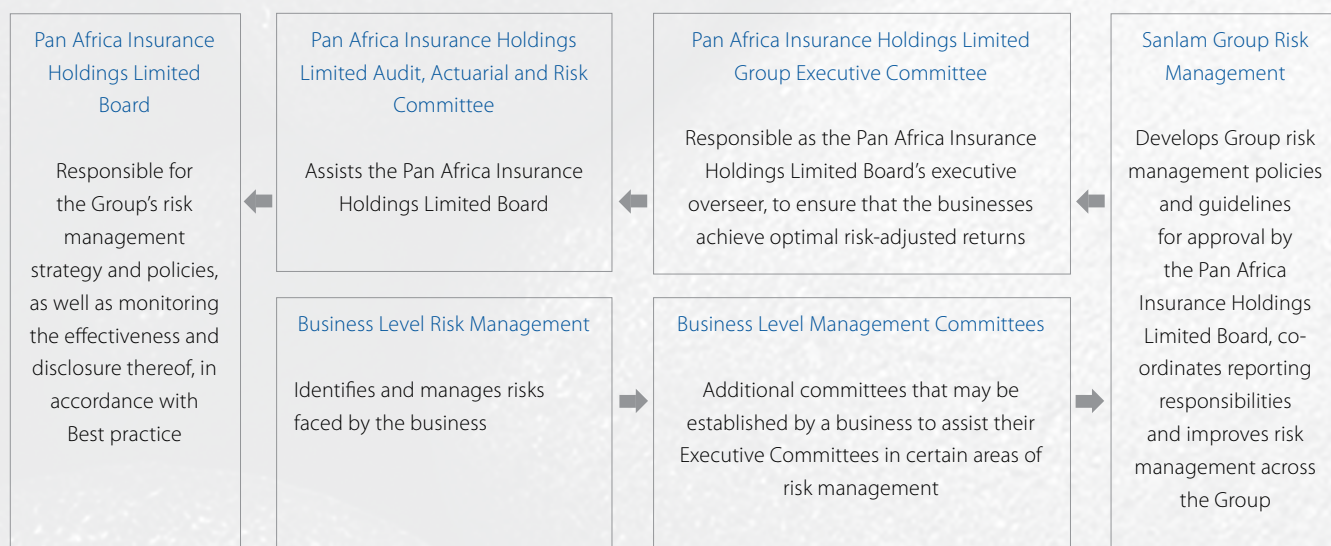 Pan Africa Insurance
Holdings Limited
Board
Responsible for
the Group's risk
management
strategy and policies,
as well as monitoring
the effectiveness and
disclosure thereof, in
accordance with
Best practice
Pan Africa Insurance Holdings
Limited Audit, Actuarial and Risk
Committee
Assists the Pan Africa Insurance
Holdings Limited Board
Pan Africa Insurance Holdings Limited
Group Executive Committee
Responsible as the Pan Africa Insurance
Holdings Limited Board's executive
overseer, to ensure that the businesses
achieve optimal risk-adjusted returns
Sanlam Group Risk
Management
Develops Group risk
management policies
and guidelines
for approval by
the Pan Africa
Insurance Holdings
Limited Board, co-
ordinates reporting
responsibilities
and improves risk
management across
the Group
Business Level Risk Management
Identifies and manages risks
faced by the business
Business Level Management Committees
Additional committees that may be
established by a business to assist their
Executive Committees in certain areas of
risk management